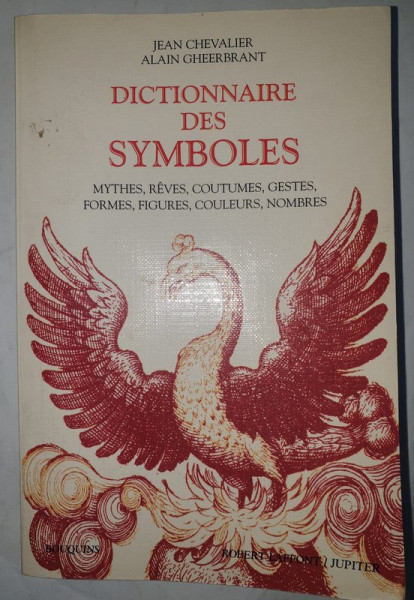 JEAN CHEVALIER
ALAIN GHEERBRANT
DICTIONNAIRE
DES
SYMBOLES
MYTHES, RÊVES, COUTUMES, GESTES,
FORMES, FIGURES, COULEURS, NOMBRES
BOUQUINS
ROBERT LAFFONT / JUPITER